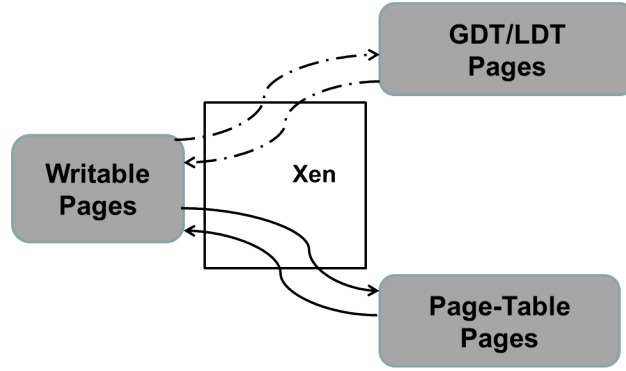 GDT/LDT
Pages
Writable
Pages
Xen
Page-Table
Pages